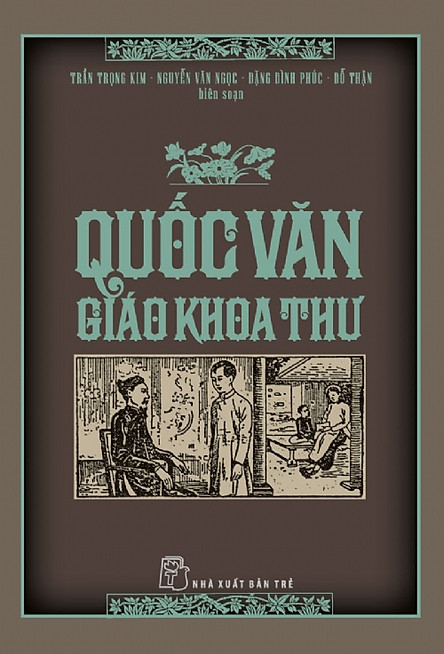 TRẦN TRỌNG KIM - NGUYỄN VĂN NGỌC - ĐẶNG ĐÌNH PHÚC - ĐỖ THẬN
biên soạn
QUỐC VĂN
GIÁO KHOA THƯ
NHÀ XUẤT BẢN TRẺ